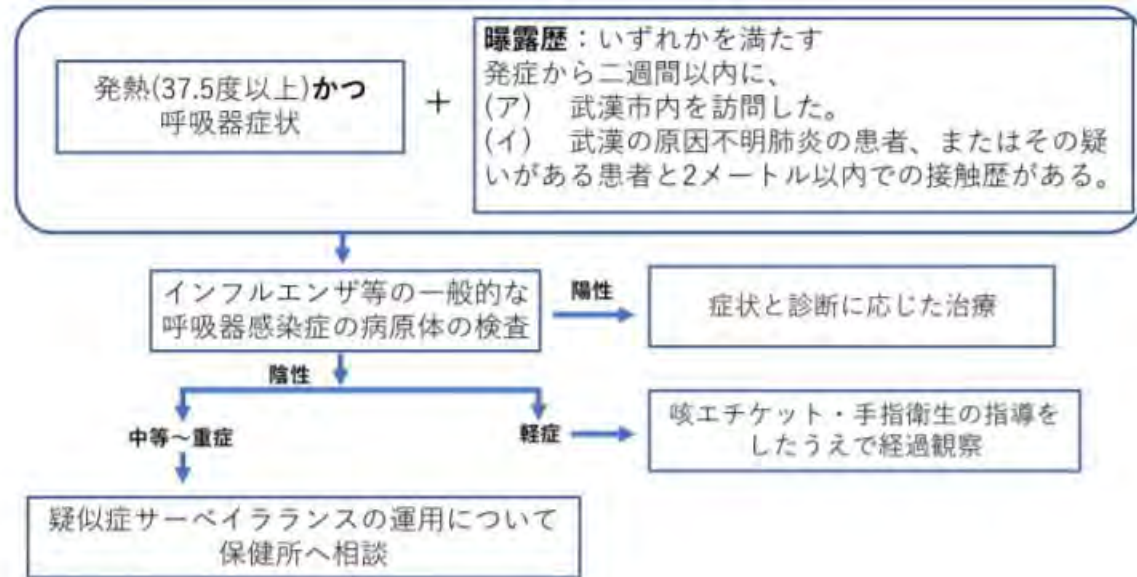 発熱(37.5度以上)かつ
呼吸器症状
+
曝露歴：いずれかを満たす
発症から二週間以内に、
(ア)　武漢市内を訪問した。
(イ)　武漢の原因不明肺炎の患者、またはその疑
いがある患者と2メートル以内での接触歴がある。
インフルエンザ等の一般的な
呼吸器感染症の病原体の検査
陽性
症状と診断に応じた治療
陰性
中等～重症
軽症
咳エチケット・手指衛生の指導を
したうえで経過観察
疑似症サーベイラランスの運用について
保健所へ相談